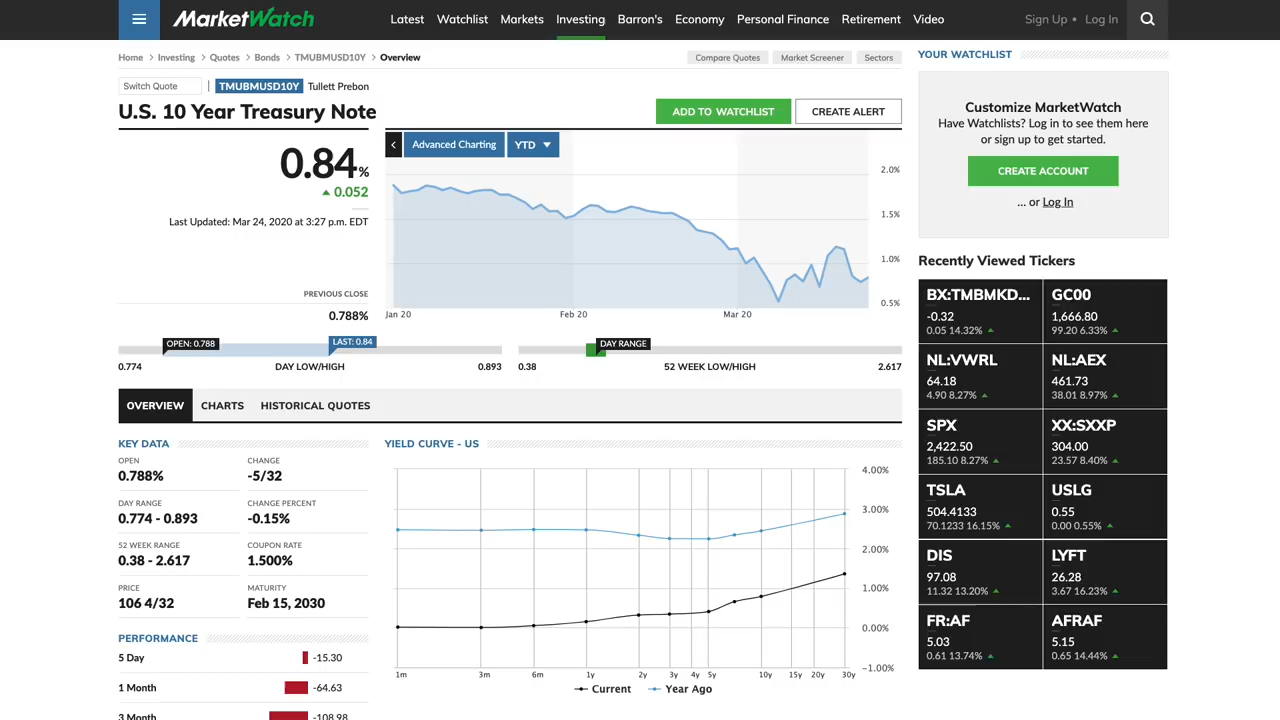 MarketWatch
Latest Watchlist Markets Investing Barron's Economy Personal Finance Retirement Video
Sign Up • Log In
Home > Investing > Quotes > Bonds > TMUBMUSD10Y > Overview
Compare Quotes
Market Screener
Sectors
Switch Quote | TMUBMUSD10Y Tullett Prebon
U.S. 10 Year Treasury Note
ADD TO WATCHLIST
CREATE ALERT
0.84%
0.052
Last Updated: Mar 24, 2020 at 3:27 p.m. EDT
PREVIOUS CLOSE
0.788%
< Advanced Charting YTD
2.0%
1.5%
1.0%
0.5%
Jan 20 Feb 20 Mar 20
OPEN: 0.788 LAST: 0.84
0.774 DAY LOW/HIGH 0.893
DAY RANGE
0.38 52 WEEK LOW/HIGH 2.617
OVERVIEW CHARTS HISTORICAL QUOTES
KEY DATA
OPEN
0.788%
CHANGE
-5/32
DAY RANGE
0.774 - 0.893
CHANGE PERCENT
-0.15%
52 WEEK RANGE
0.38 - 2.617
COUPON RATE
1.500%
PRICE
106 4/32
MATURITY
Feb 15, 2030
PERFORMANCE
5 Day -15.30
1 Month -64.63
3 Month -108.98
YIELD CURVE - US
4.00%
3.00%
2.00%
1.00%
0.00%
-1.00%
1m 3m 6m 1y 2y 3y 4y 5y 10y 15y 20y 30y
Current Year Ago
YOUR WATCHLIST
Customize MarketWatch
Have Watchlists? Log in to see them here
or sign up to get started.
CREATE ACCOUNT
... or Log In
Recently Viewed Tickers
BX:TMBMKD...
-0.32
0.05 14.32%
GC00
1,666.80
99.20 6.33%
NL:VWRL
64.18
4.90 8.27%
NL:AEX
461.73
38.01 8.97%
SPX
2,422.50
185.10 8.27%
XX:SXXP
304.00
23.57 8.40%
TSLA
504.4133
70.1233 16.15%
USLG
0.55
0.00 0.55%
DIS
97.08
11.32 13.20%
LYFT
26.28
3.67 16.23%
FR:AF
5.03
0.61 13.74%
AFRAF
5.15
0.65 14.44%